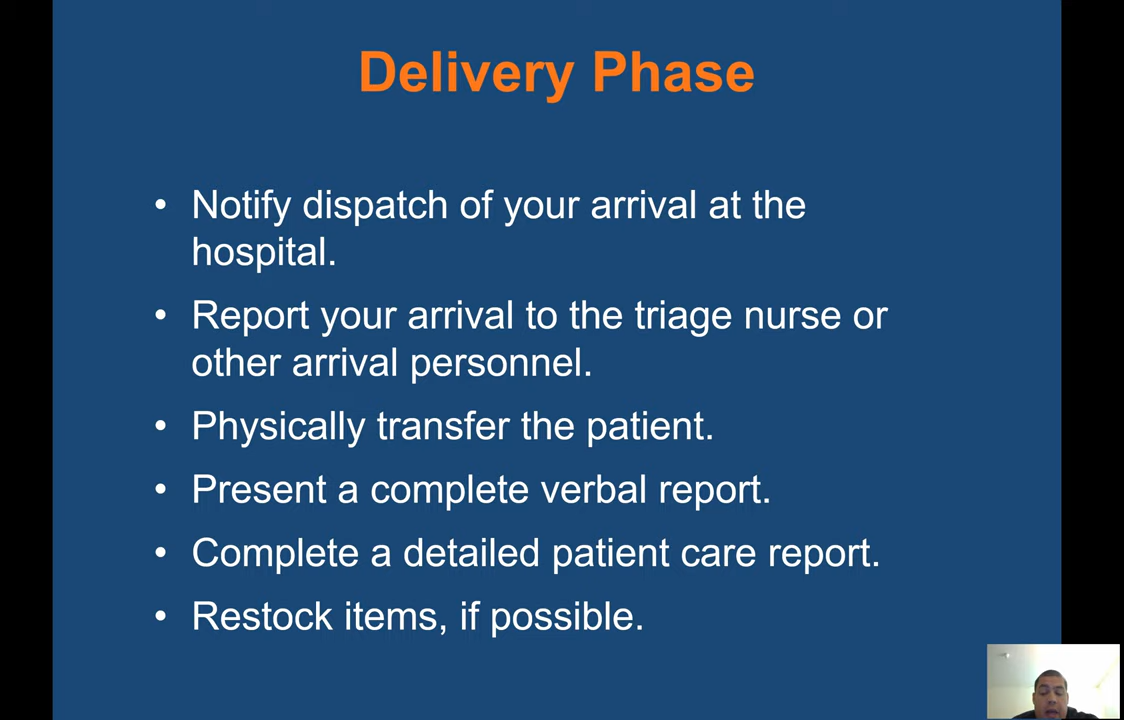 Delivery Phase
• Notify dispatch of your arrival at the
hospital.
• Report your arrival to the triage nurse or
other arrival personnel.
• Physically transfer the patient.
• Present a complete verbal report.
• Complete a detailed patient care report.
• Restock items, if possible.